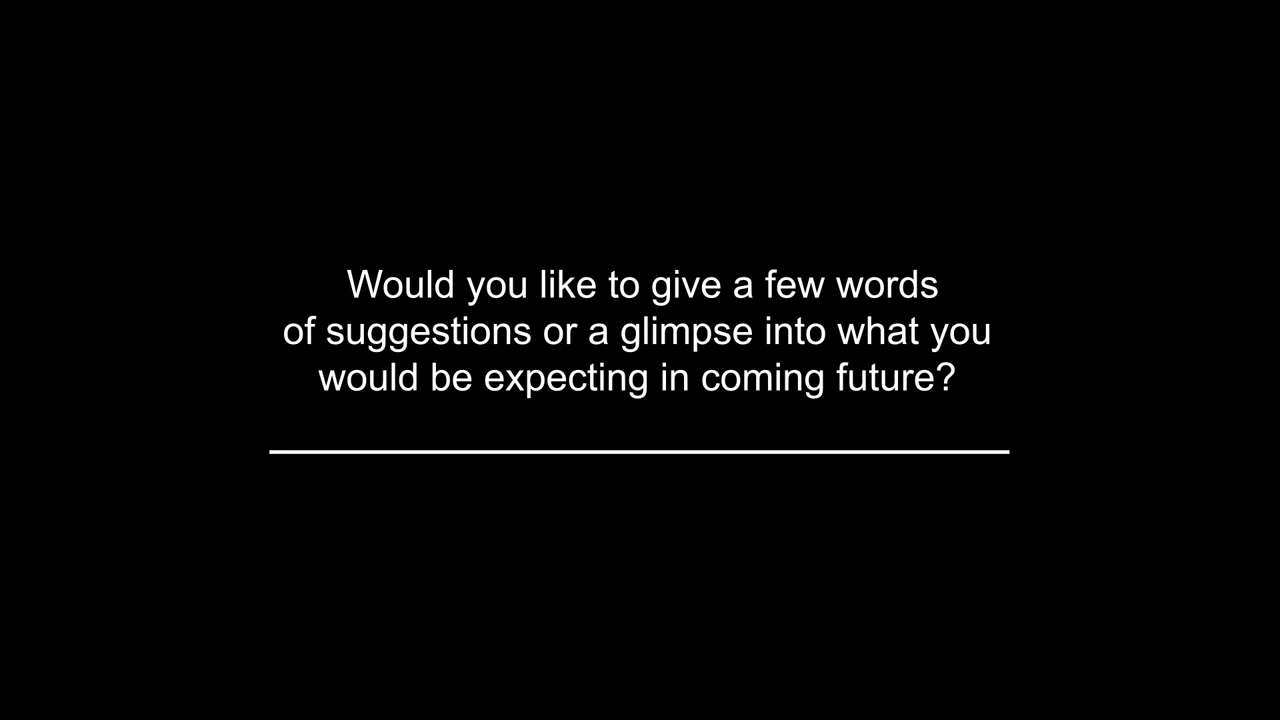 Would you like to give a few words
of suggestions or a glimpse into what you
would be expecting in coming future?